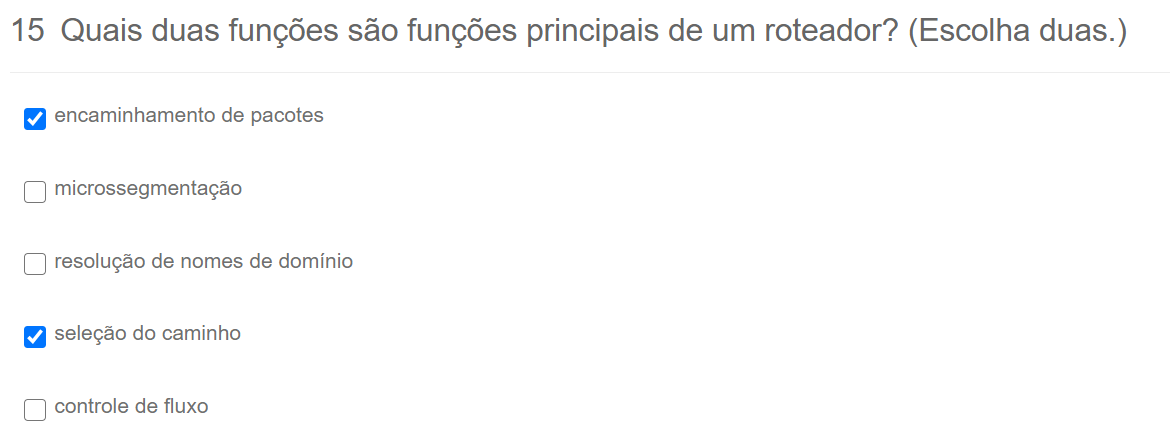 15 Quais duas funções são funções principais de um roteador? (Escolha duas.)
encaminhamento de pacotes
microssegmentação
resolução de nomes de domínio
seleção do caminho
controle de fluxo